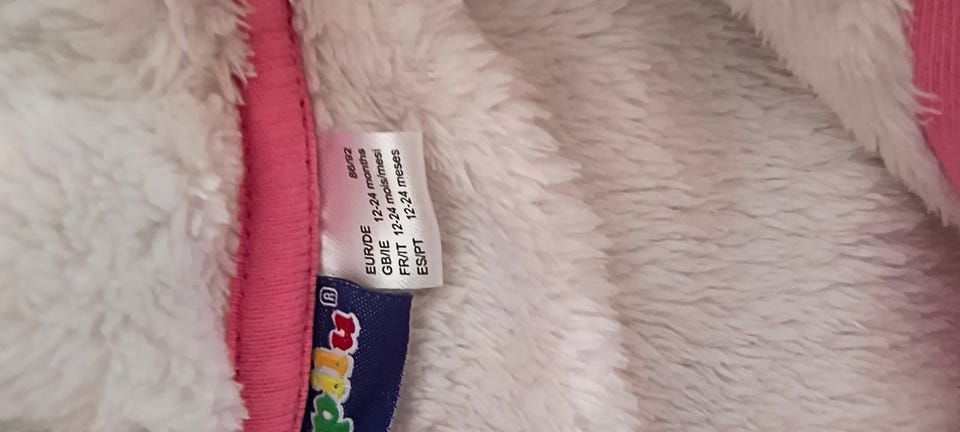 86/92
EUR/DE
GB/IE 12-24 months
FR/IT 12-24 mois/mesi
ES/PT 12-24 meses
pilu®